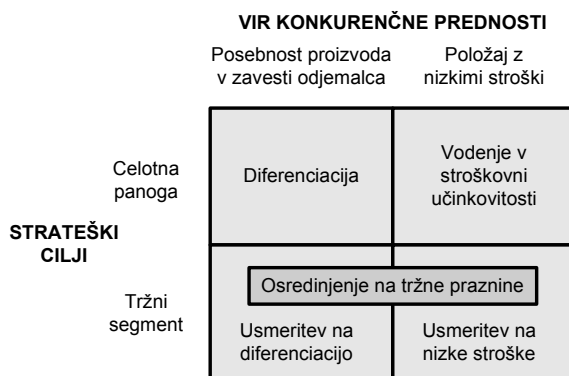 VIR KONKURENČNE PREDNOSTI
Posebnost proizvoda
v zavesti odjemalca
Položaj z
nizkimi stroški
Celotna
panoga
Diferenciacija
Vodenje v
stroškovni
učinkovitosti
STRATEŠKI
CILJI
Osredinjenje na tržne praznine
Tržni
segment
Usmeritev na
diferenciacijo
Usmeritev na
nizke stroške